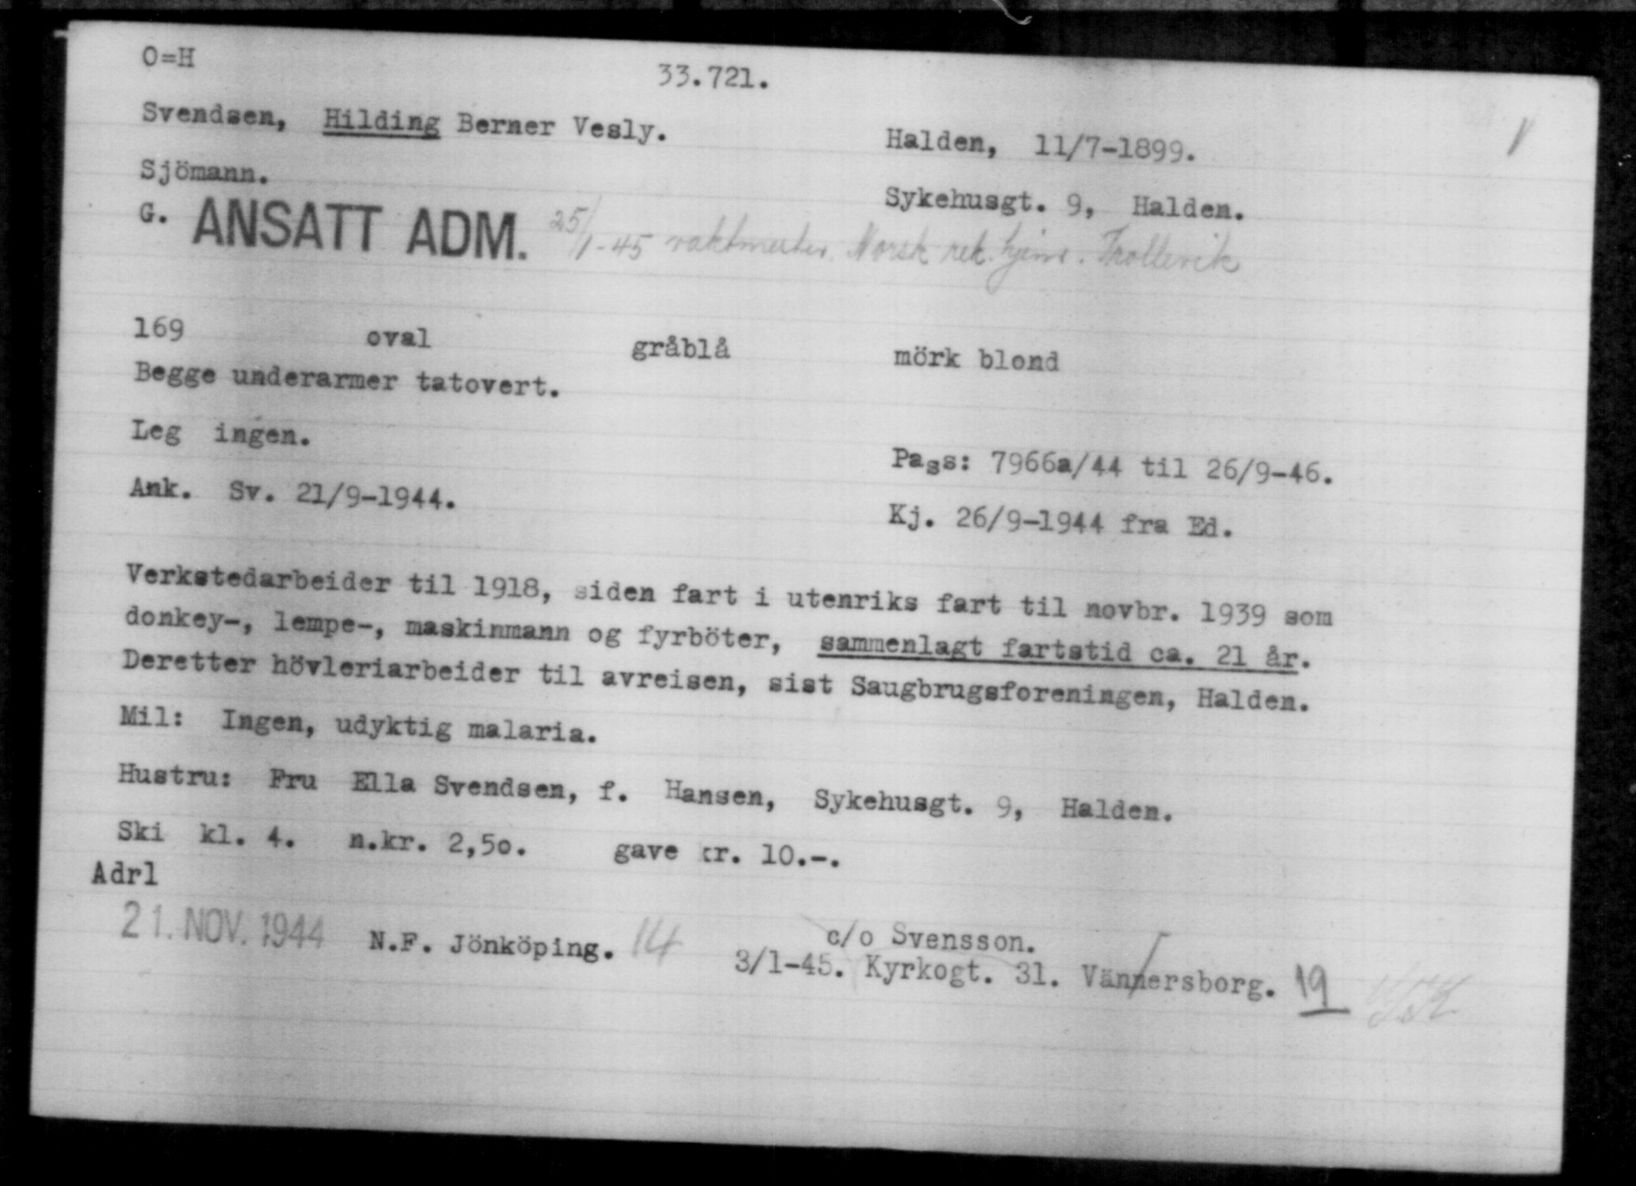 O=H
33.721.
Svendsen, Hilding Berner Vesly. Halden, 11/7-1899.
Sjömann. Sykehusgt. 9, Halden.
G. ANSATT ADM. 25/1-45 vaktmester Norsk rek. hjem. Trollevik
169 oval gråblå mörk blond
Begge underarmer tatovert.
Leg ingen. Pass: 7966a/44 til 26/9-46.
Ank. Sv. 21/9-1944. Kj. 26/9-1944 fra Ed.
Verkstedarbeider til 1918, siden fart i utenriks fart til novbr. 1939 som
donkey-, lempe-, maskinmann og fyrböter, sammenlagt fartstid ca. 21 år.
Deretter hövleriarbeider til avreisen, sist Saugbrugsforeningen, Halden.
Mil: Ingen, udyktig malaria.
Hustru: Fru Ella Svendsen, f. Hansen, Sykehusgt. 9, Halden.
Ski kl. 4. n.kr. 2,5o. gave kr. 10.-.
Adrl
21. NOV. 1944 N.F. Jönköping. 14 c/o Svensson.
3/1-45. Kyrkogt. 31. Vännersborg. 19